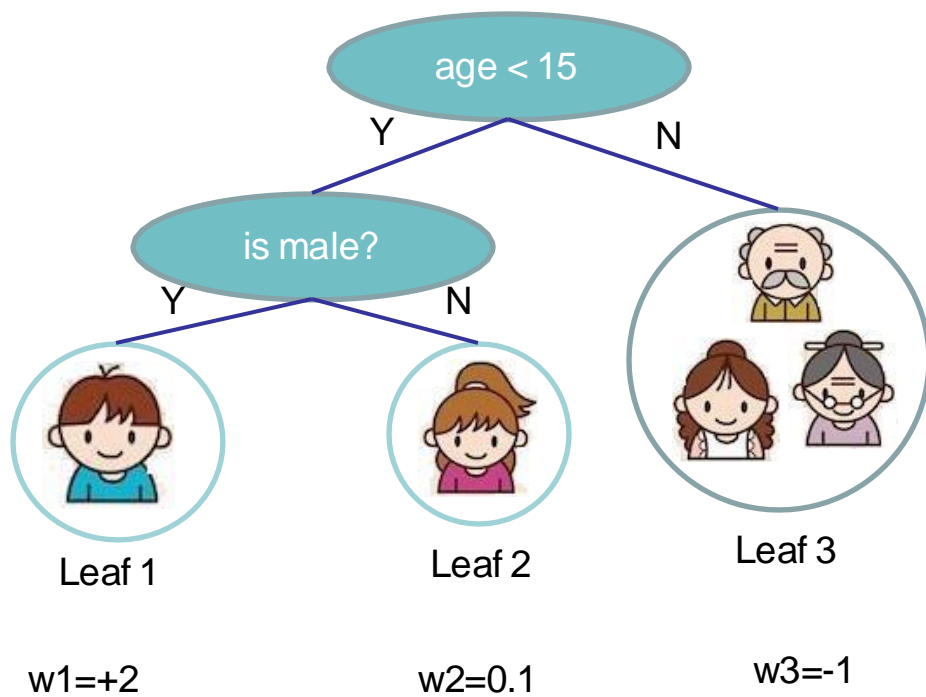 age < 15
Y
N
is male?
Y
N
Leaf 1
Leaf 2
Leaf 3
w1=+2
w2=0.1
w3=-1